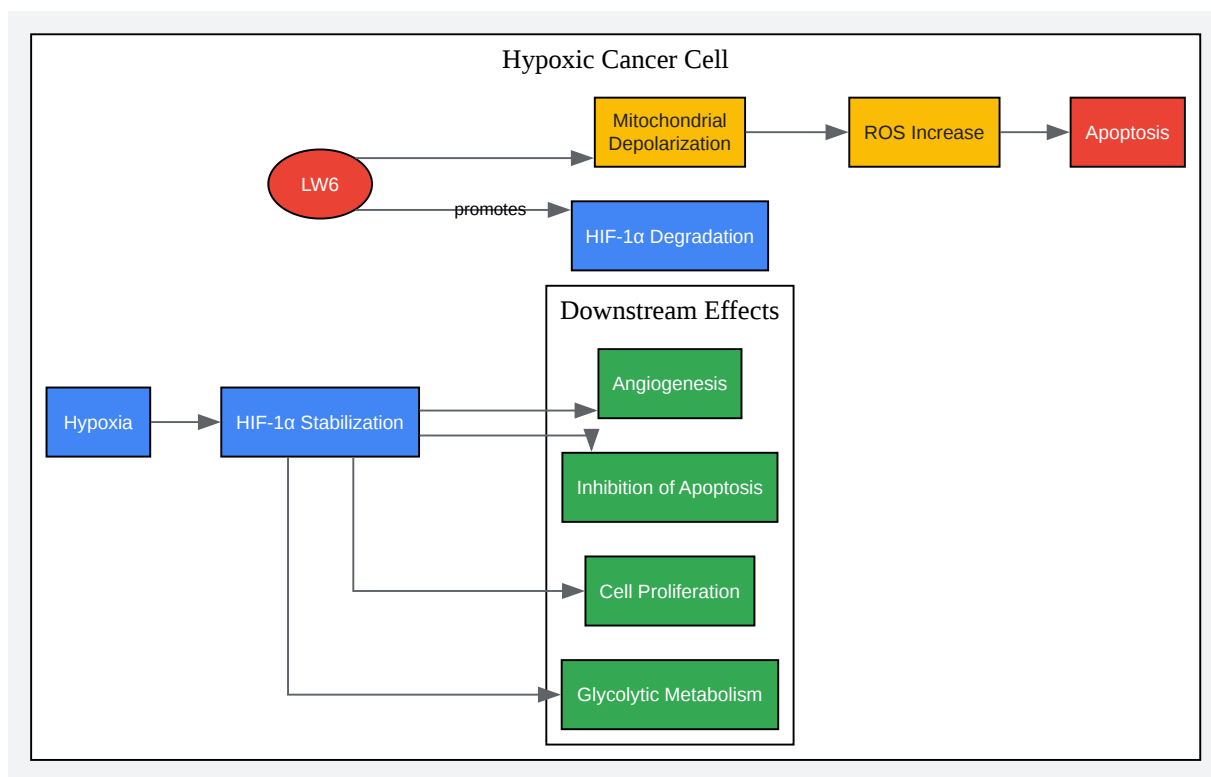 Hypoxic Cancer Cell
Mitochondrial
Depolarization
ROS Increase
Apoptosis
LW6
promotes
HIF-1α Degradation
Downstream Effects
Angiogenesis
Hypoxia
HIF-1α Stabilization
Inhibition of Apoptosis
Cell Proliferation
Glycolytic Metabolism